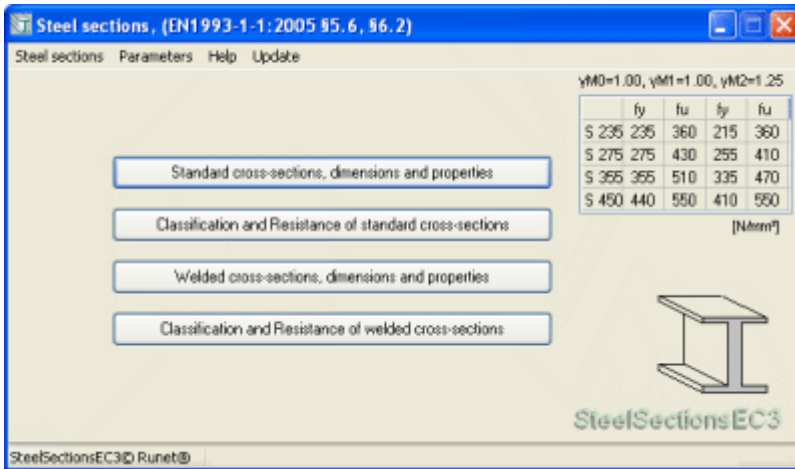 Steel sections, (EN1993-1-1:2005 §5.6, §6.2)
Steel sections Parameters Help Update
γM0=1.00, γM1=1.00, γM2=1.25
fy fu fy fu
S 235 235 360 215 360
S 275 275 430 255 410
S 355 355 510 335 470
S 450 440 550 410 550
[N/mm²]
Standard cross-sections, dimensions and properties
Classification and Resistance of standard cross-sections
Welded cross-sections, dimensions and properties
Classification and Resistance of welded cross-sections
SteelSectionsEC3
SteelSectionsEC3© Runet®